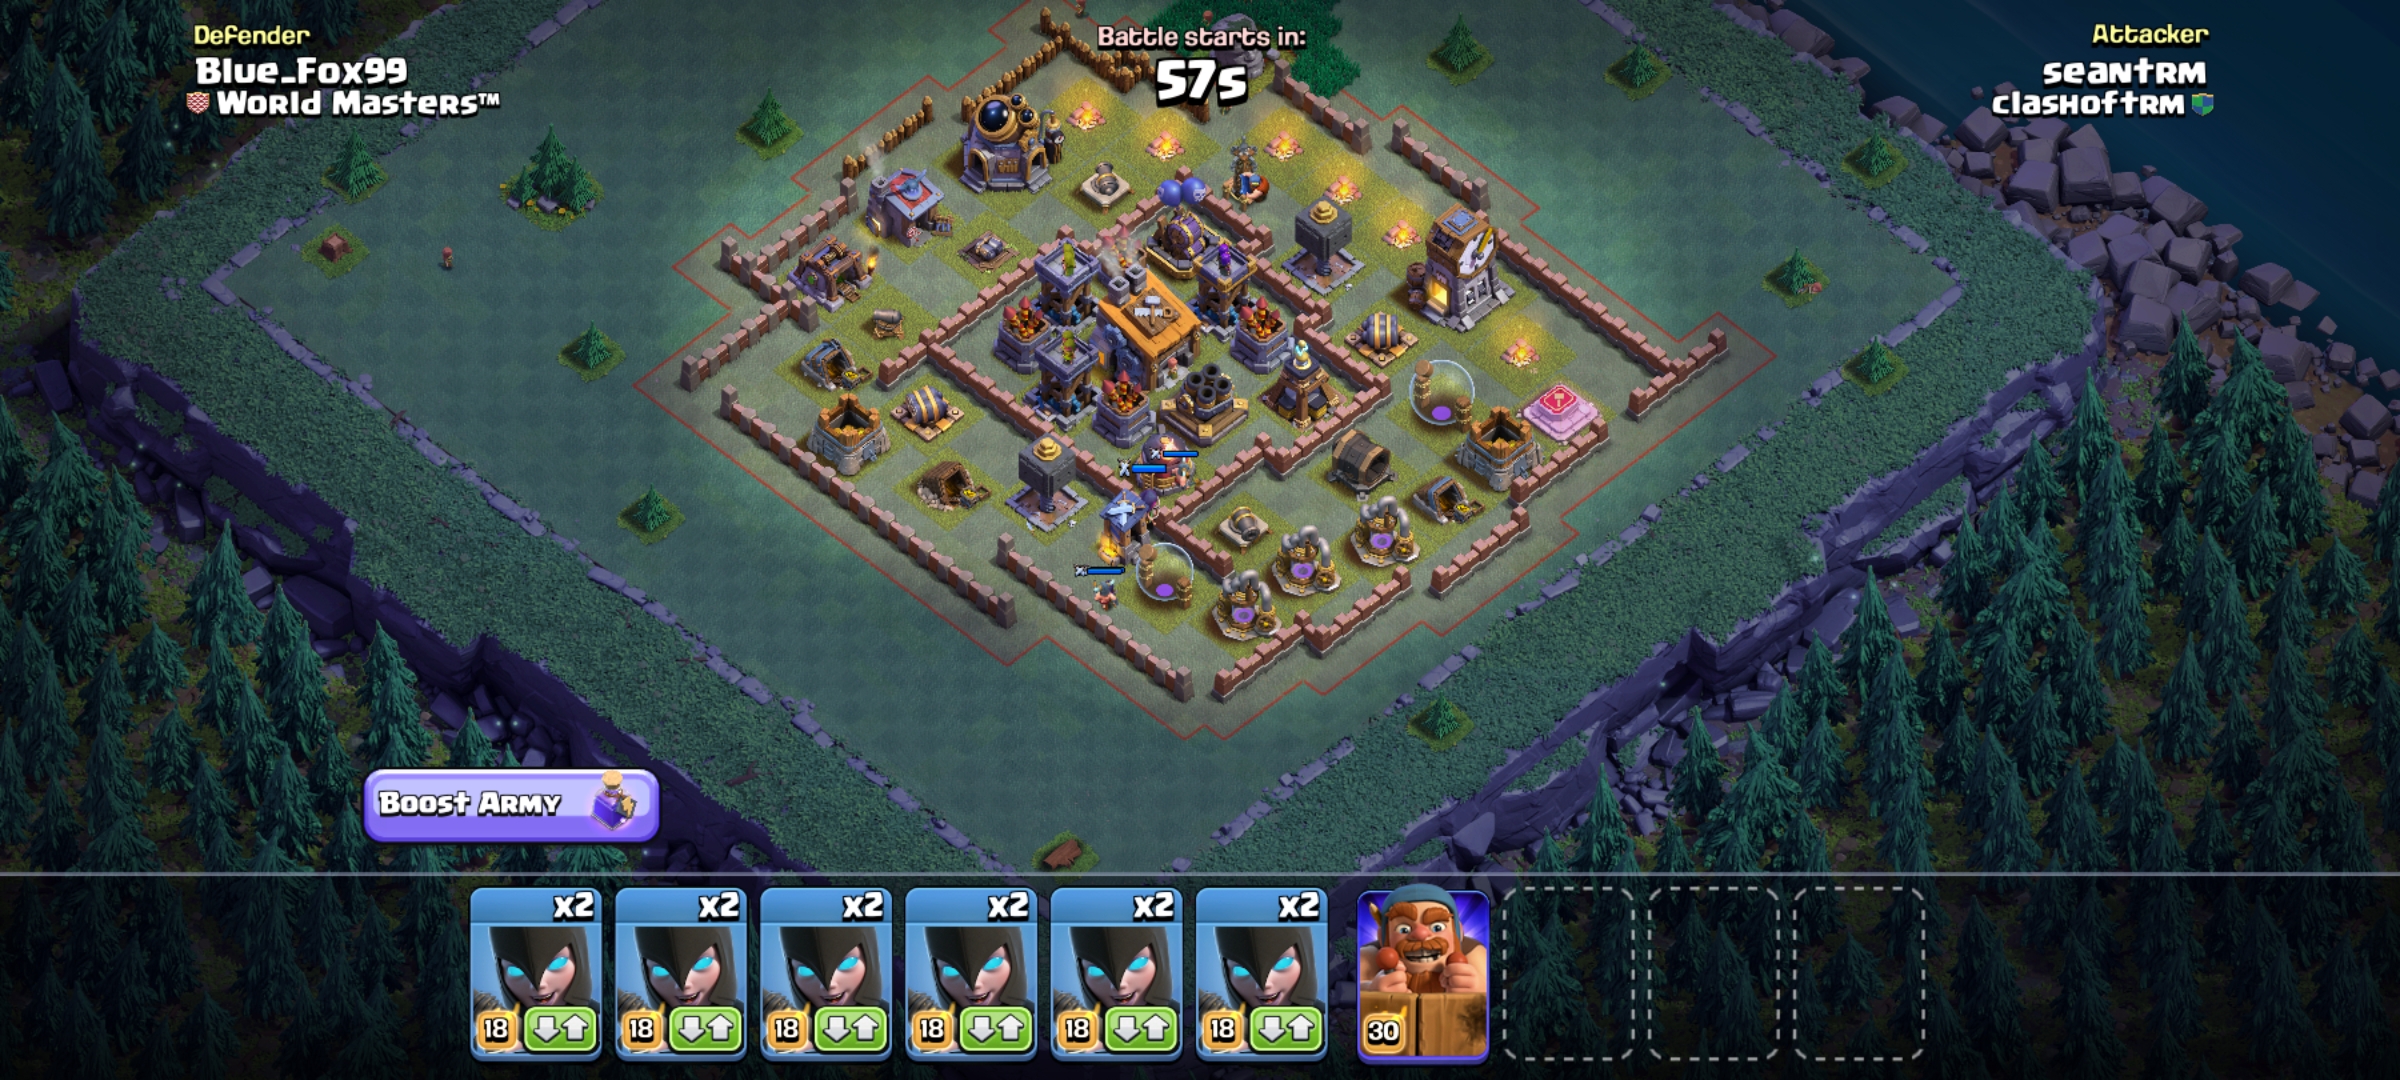 Defender
Blue_Fox99
World Masters™
Battle starts in:
57s
Attacker
seantRM
clashoftRM
Boost Army
x2
x2
x2
x2
x2
x2
18
18
18
18
18
18
30